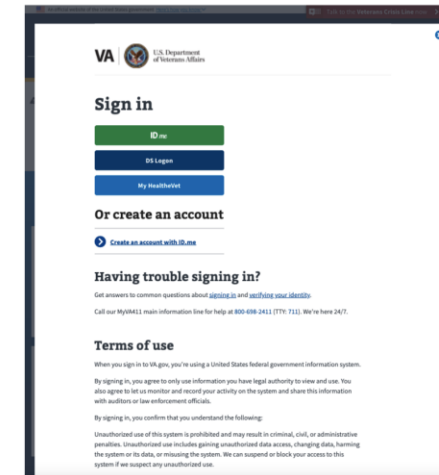 VA
U.S. Department
of Veterans Affairs
Sign in
ID.me
DS Logon
My HealtheVet
Or create an account
Create an account with ID.me
Having trouble signing in?
Get answers to common questions about signing in and verifying your identity.
Call our MyVA411 main information line for help at 800-698-2411 (TTY: 711). We're here 24/7.
Terms of use
When you sign in to VA.gov, you're using a United States federal government information system.
By signing in, you agree to only use information you have legal authority to view and use. You
also agree to let us monitor and record your activity on the system and share this information
with auditors or law enforcement officials.
By signing in, you confirm that you understand the following:
Unauthorized use of this system is prohibited and may result in criminal, civil, or administrative
penalties. Unauthorized use includes gaining unauthorized data access, changing data, harming
the system or its data, or misusing the system. We can suspend or block your access to this
system if we suspect any unauthorized use.